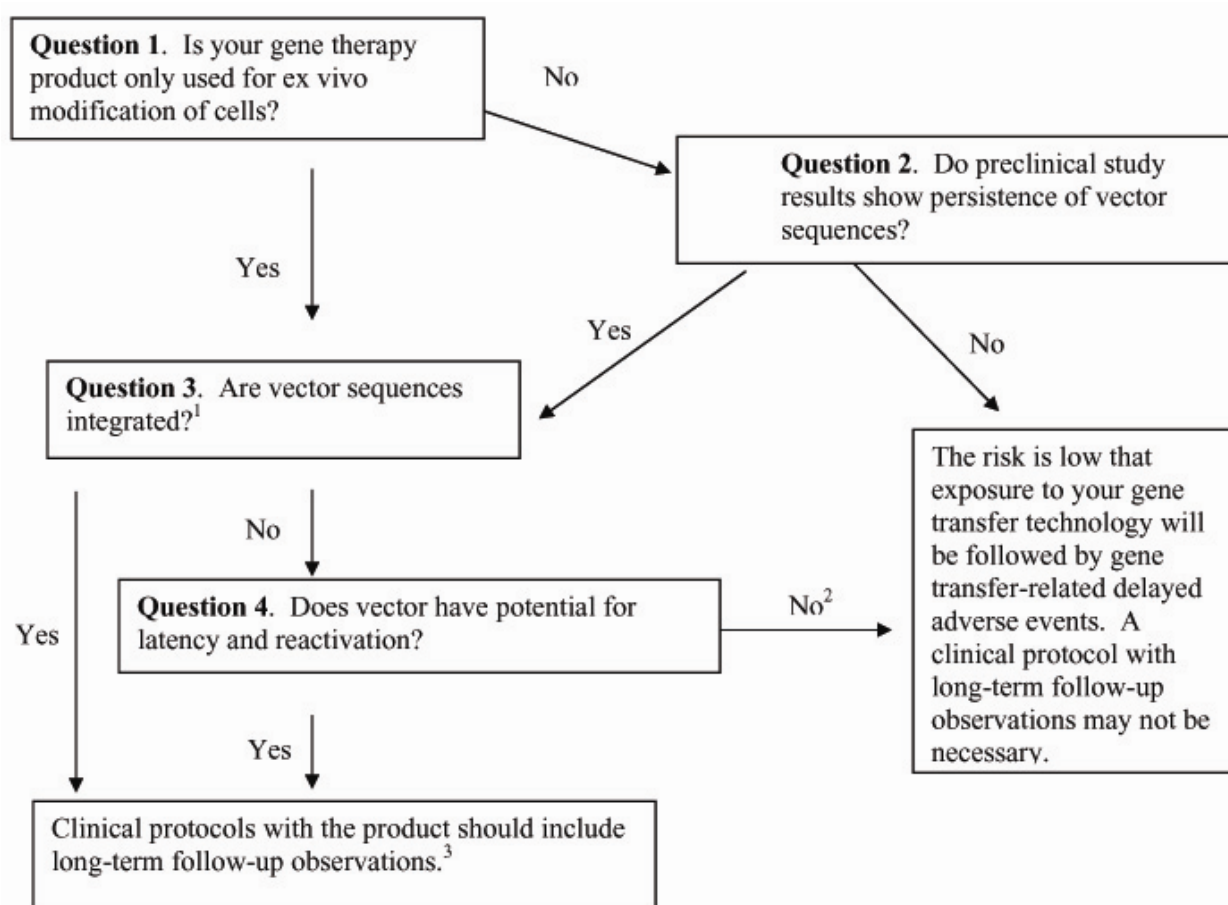 Question 1. Is your gene therapy
product only used for ex vivo
modification of cells?
No
Question 2. Do preclinical study
results show persistence of vector
sequences?
Yes
Yes
No
Question 3. Are vector sequences
integrated?¹
The risk is low that
exposure to your gene
transfer technology will
be followed by gene
transfer-related delayed
adverse events. A
clinical protocol with
long-term follow-up
observations may not be
necessary.
No
Question 4. Does vector have potential for
latency and reactivation?
No²
Yes
Yes
Clinical protocols with the product should include
long-term follow-up observations.³